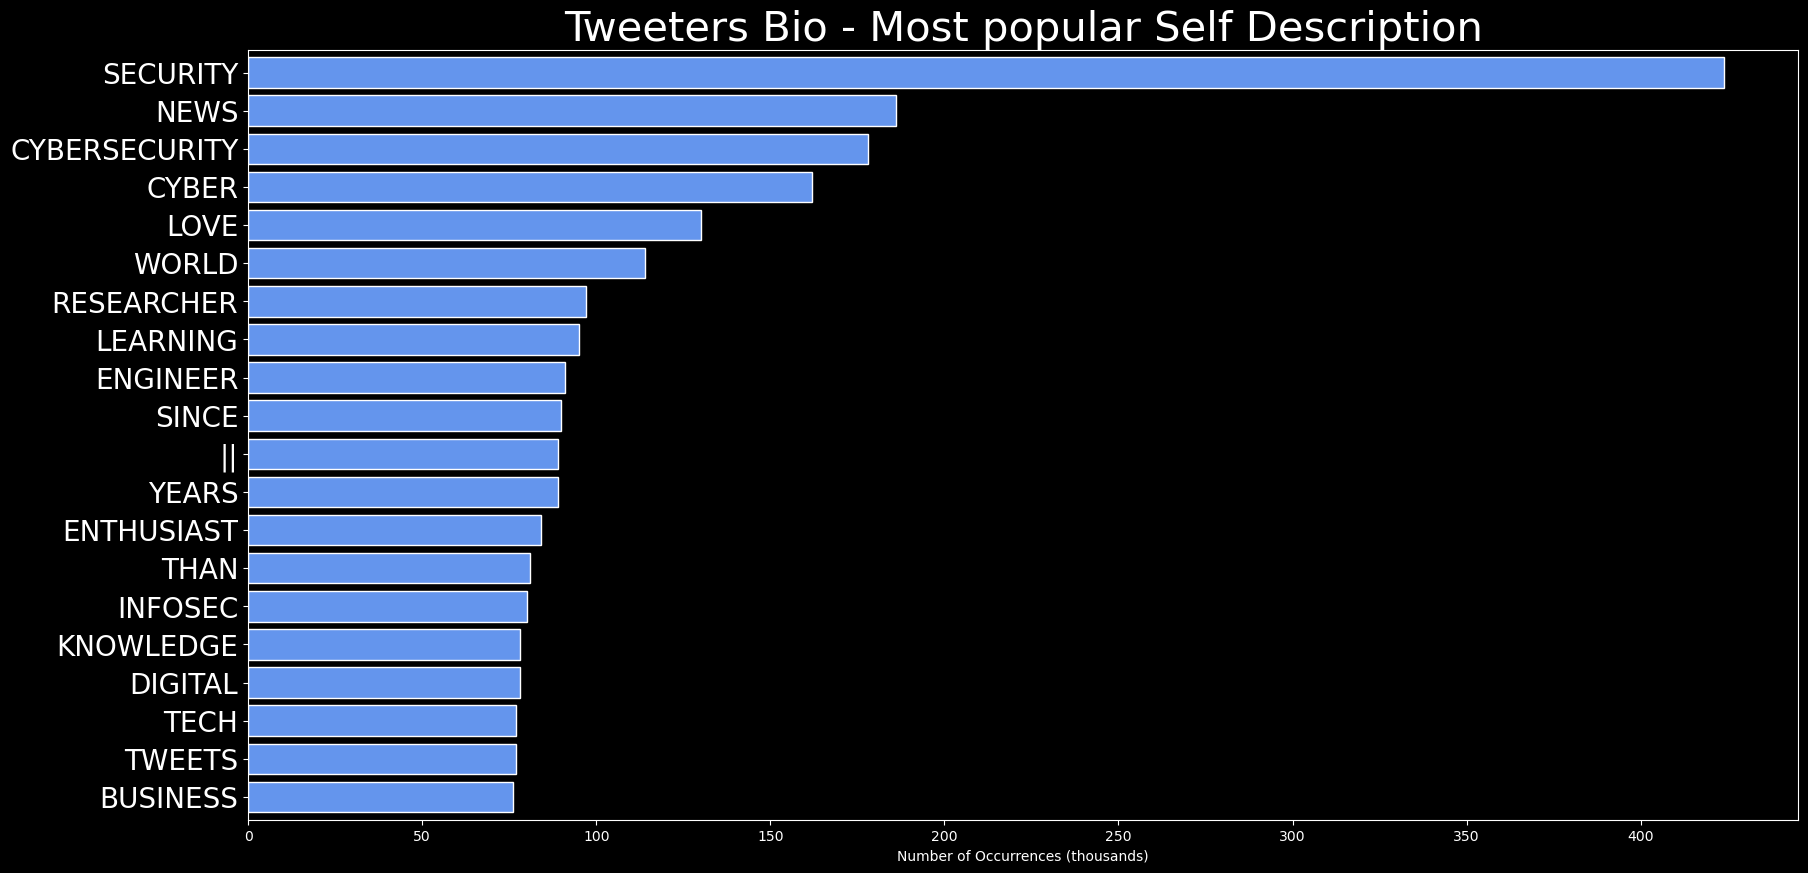 Tweeters Bio - Most popular Self Description
SECURITY
NEWS
CYBERSECURITY
CYBER
LOVE
WORLD
RESEARCHER
LEARNING
ENGINEER
SINCE
||
YEARS
ENTHUSIAST
THAN
INFOSEC
KNOWLEDGE
DIGITAL
TECH
TWEETS
BUSINESS
0 50 100 150 200 250 300 350 400
Number of Occurrences (thousands)